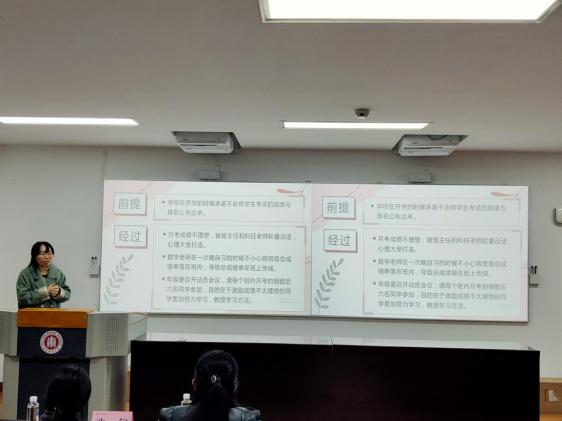 前提
• 学校在开学的时候承诺不会将学生考试的成绩与
排名公布出来。
经过
• 月考成绩不理想，被班主任和科任老师轮番谈话，
心理大受打击。
• 数学老师在一次晚自习的时候不小心将班级总成
绩单落在班内，导致总成绩单在班上传阅。
• 年级要召开动员会议，请每个班内月考的倒数后
六名同学参加，目的在于激励成绩不太理想的同
学更加努力学习，教授学习方法。
前提
• 学校在开学的时候承诺不会将学生考试的成绩与
排名公布出来。
经过
• 月考成绩不理想，被班主任和科任老师轮番谈话，
心理大受打击。
• 数学老师在一次晚自习的时候不小心将班级总成
绩单落在班内，导致总成绩单在班上传阅。
• 年级要召开动员会议，请每个班内月考的倒数后
六名同学参加，目的在于激励成绩不太理想的同
学更加努力学习，教授学习方法。